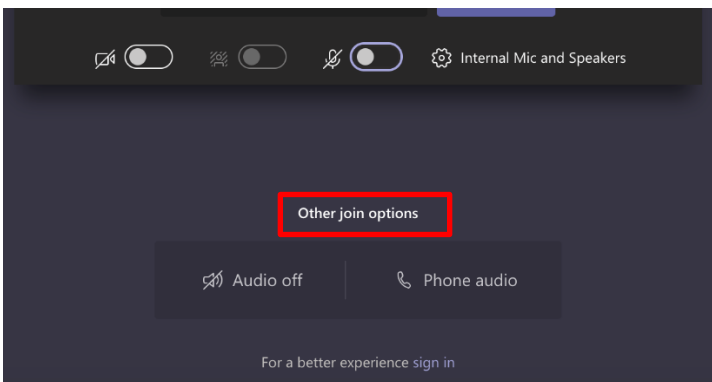 Internal Mic and Speakers
Other join options
Audio off
Phone audio
For a better experience sign in